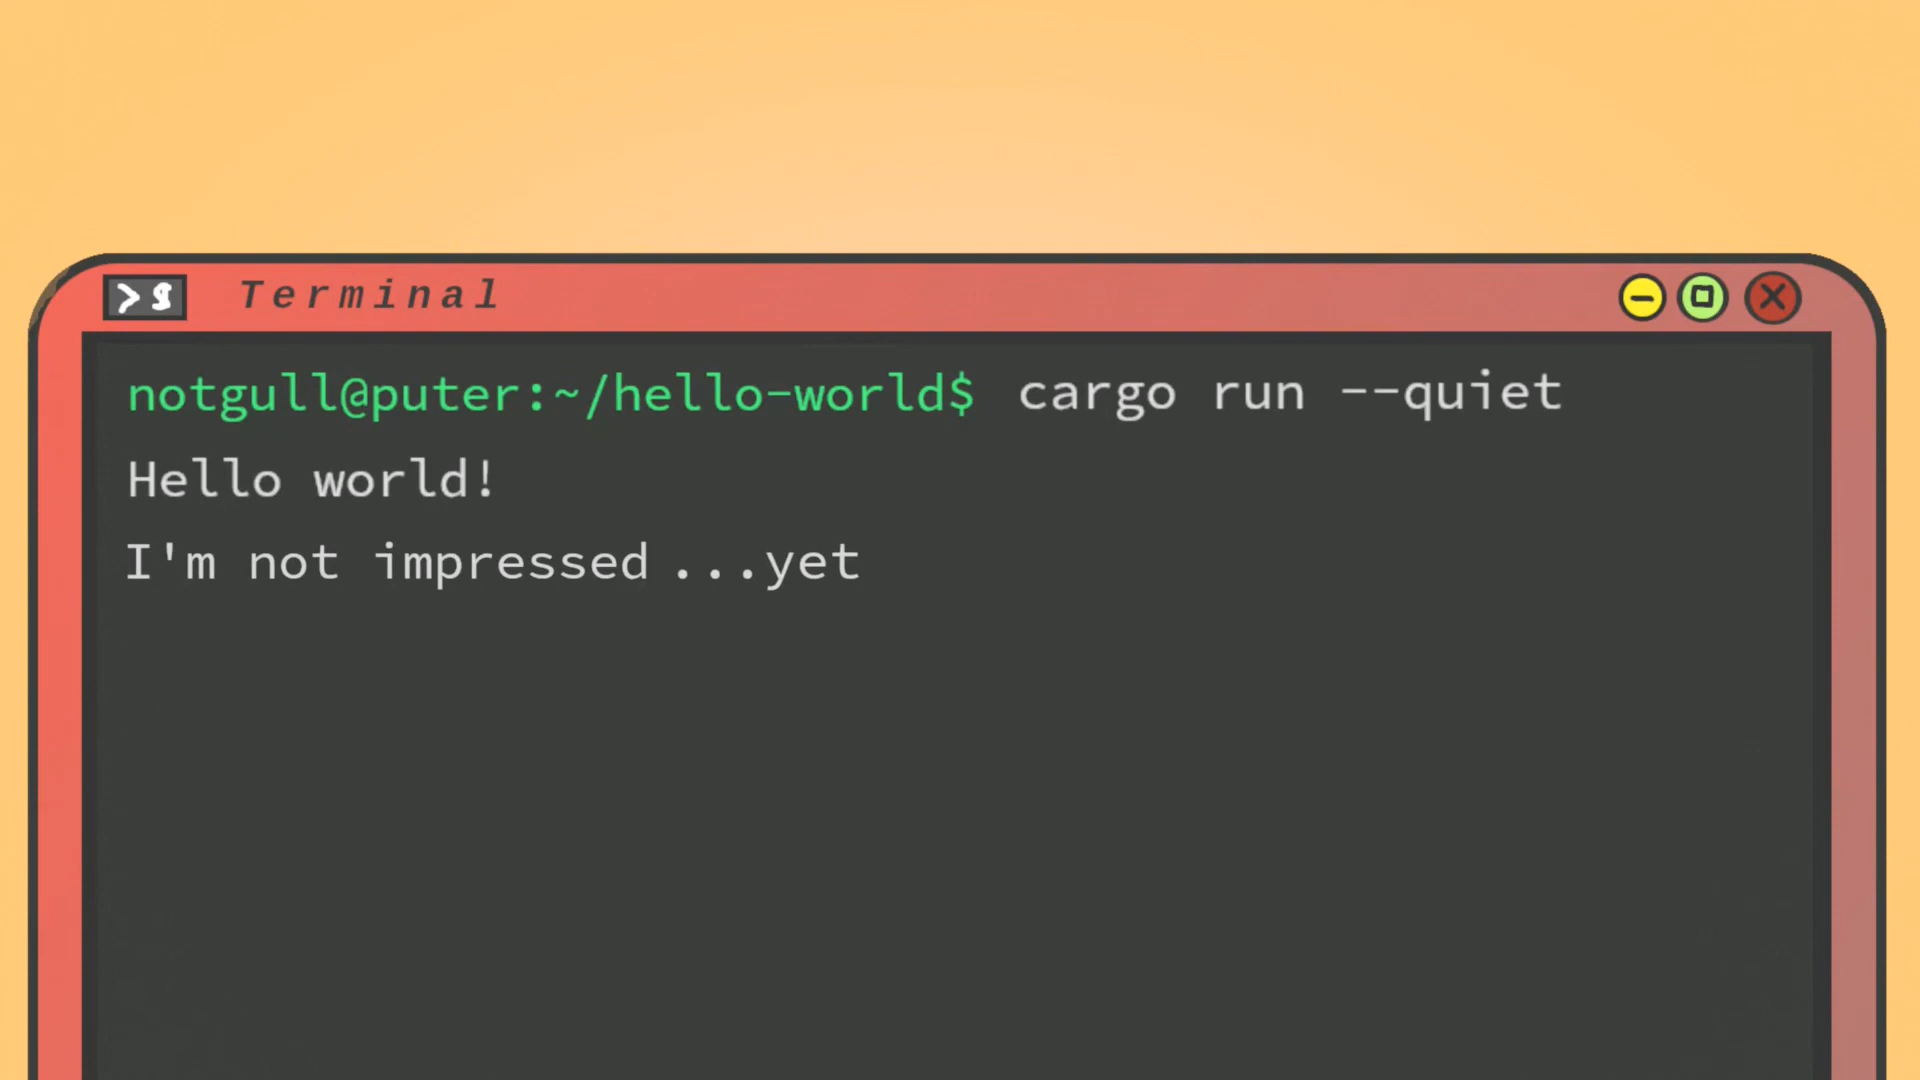 >$ Terminal
notgull@puter:~/hello-world$ cargo run --quiet
Hello world!
I'm not impressed ...yet